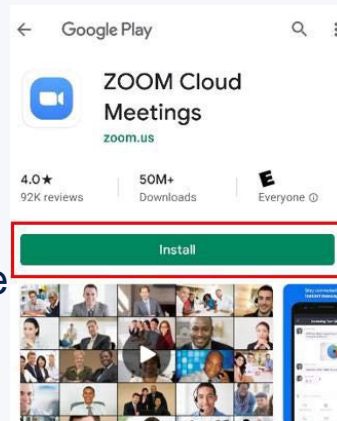 Google Play
ZOOM Cloud
Meetings
zoom.us
4.0★
92K reviews
50M+
Downloads
E
Everyone
Install
e